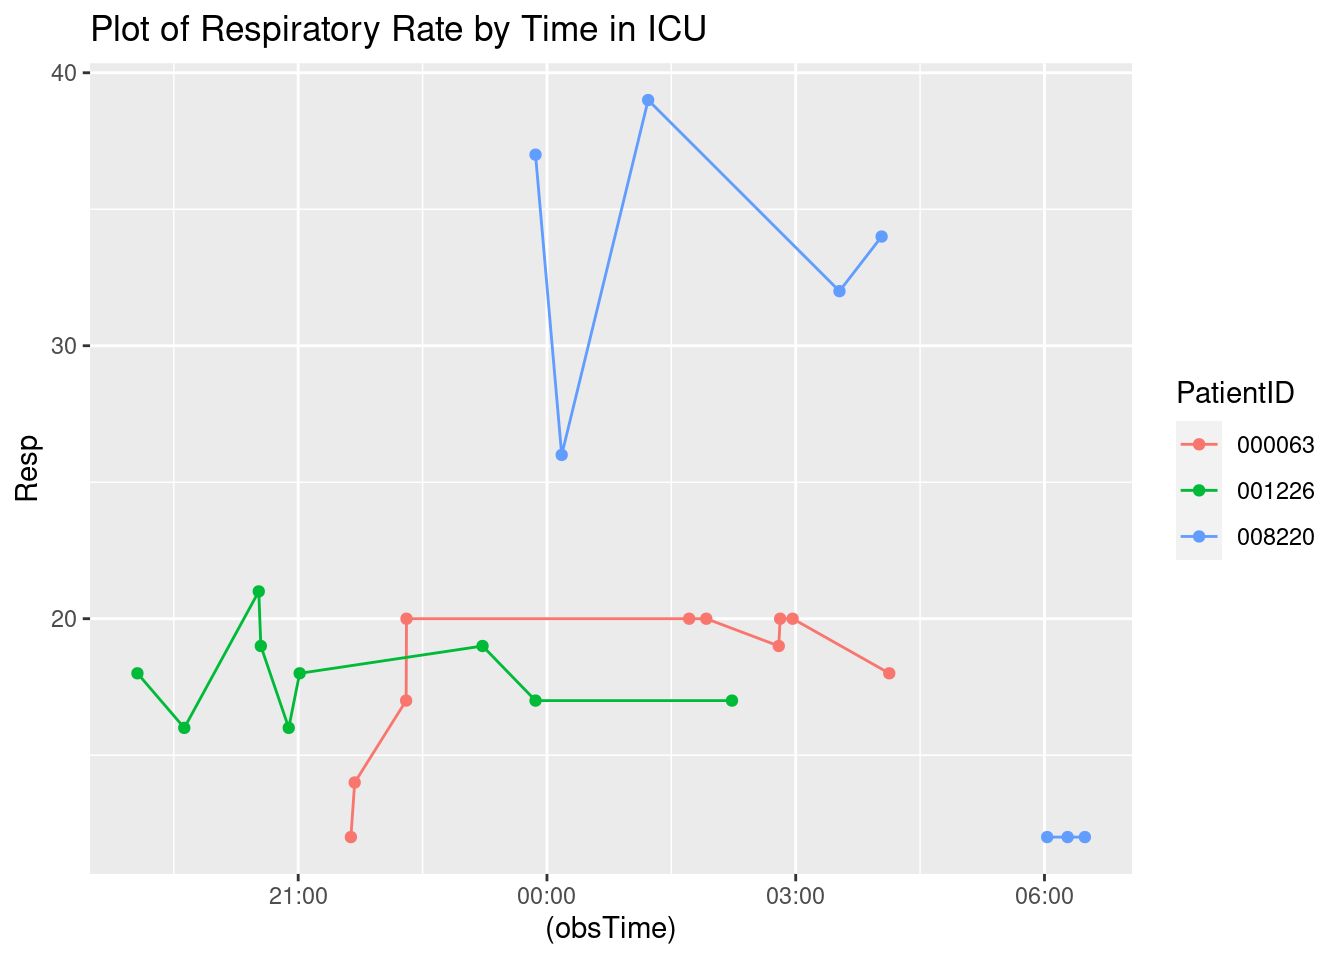 Plot of Respiratory Rate by Time in ICU
40
30
20
Resp
21:00
00:00
03:00
06:00
(obsTime)
PatientID
000063
001226
008220